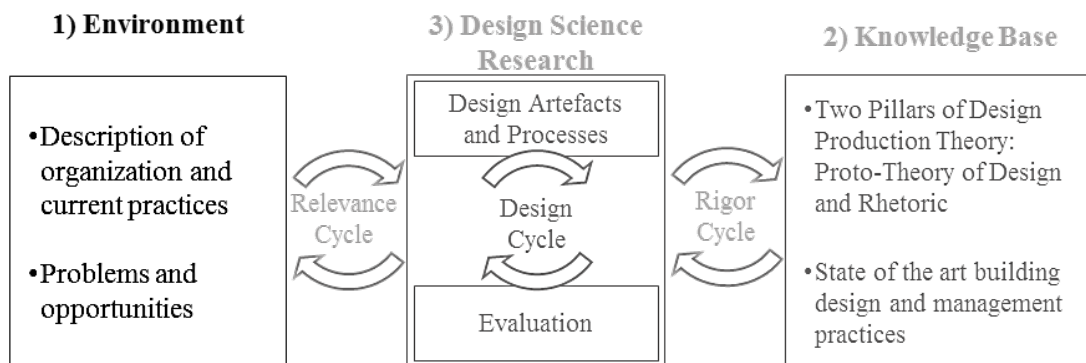 1) Environment
•Description of
organization and
current practices
•Problems and
opportunities
Relevance
Cycle
3) Design Science
Research
Design Artefacts
and Processes
Design
Cycle
Evaluation
Rigor
Cycle
2) Knowledge Base
•Two Pillars of Design
Production Theory:
Proto-Theory of Design
and Rhetoric
•State of the art building
design and management
practices